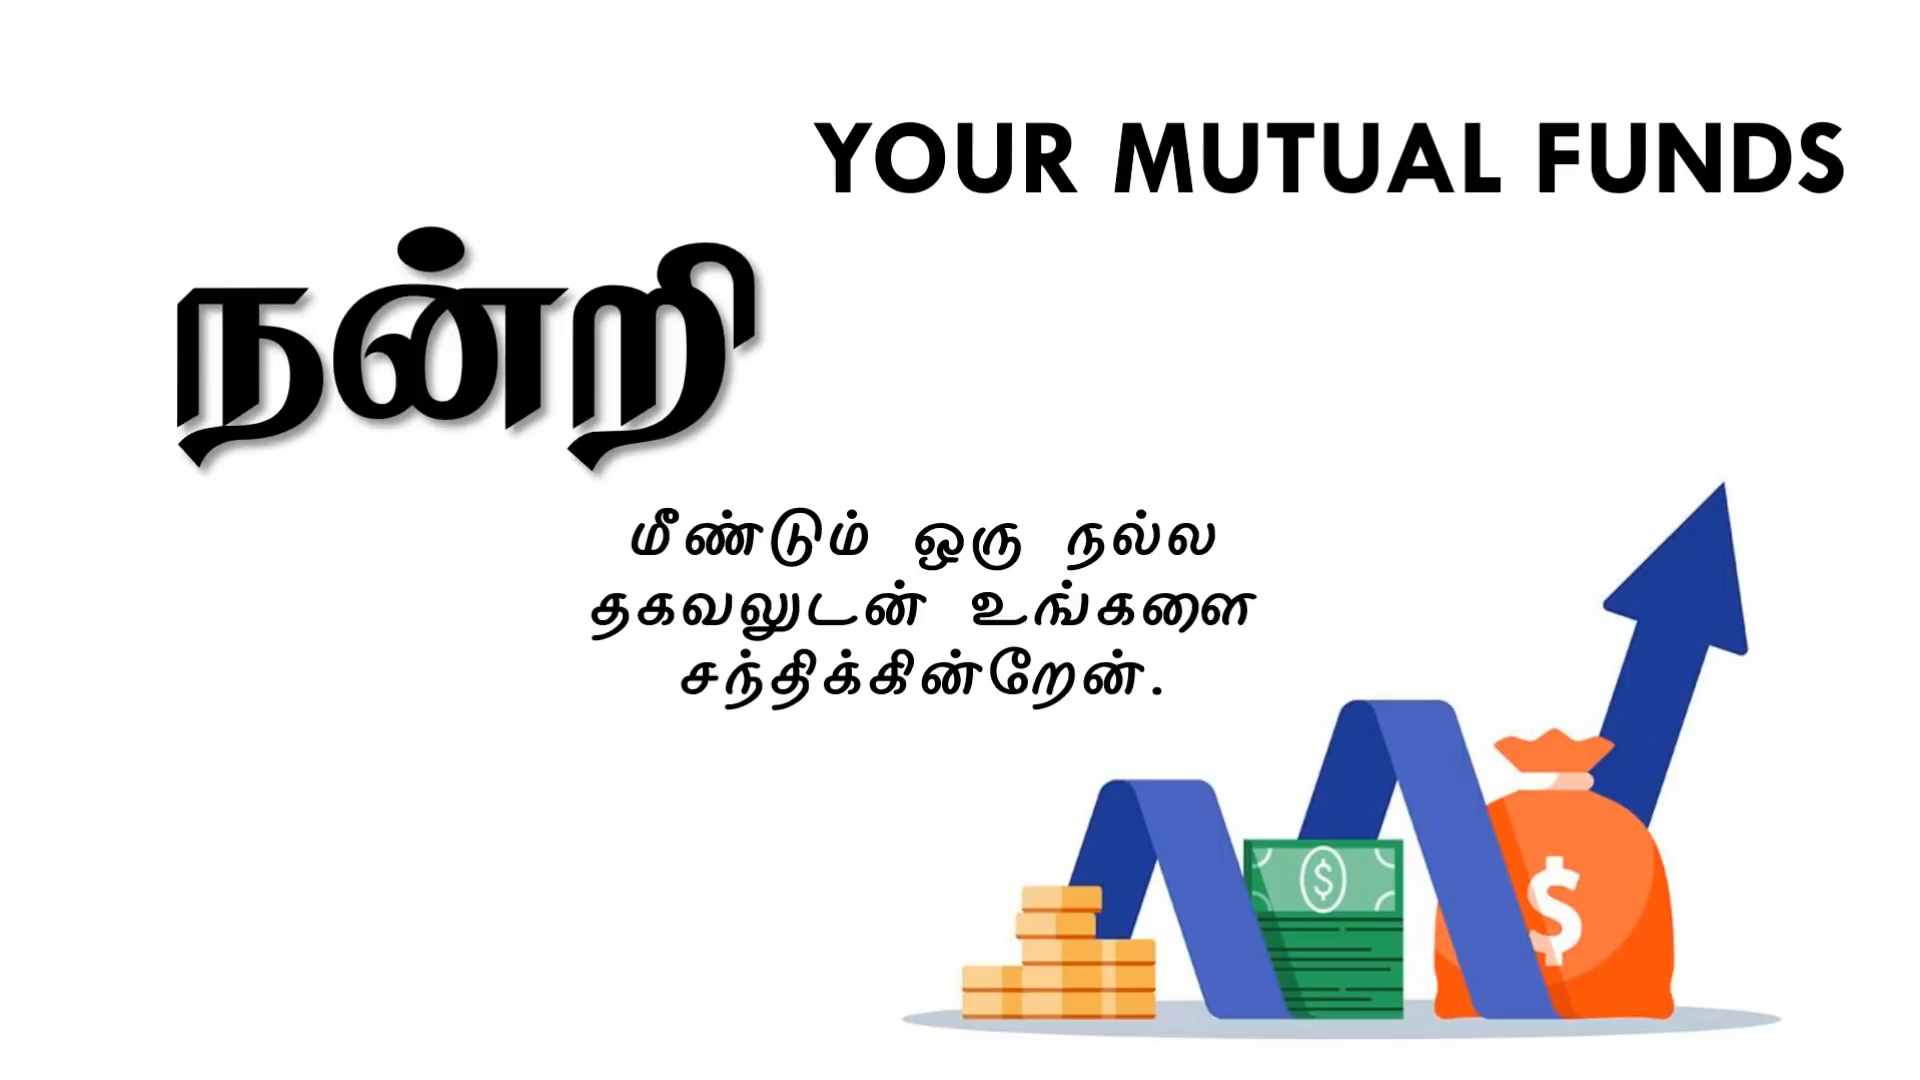 YOUR MUTUAL FUNDS
நன்றி
மீண்டும் ஒரு நல்ல
தகவலுடன் உங்களை
சந்திக்கின்றேன்.
$
$